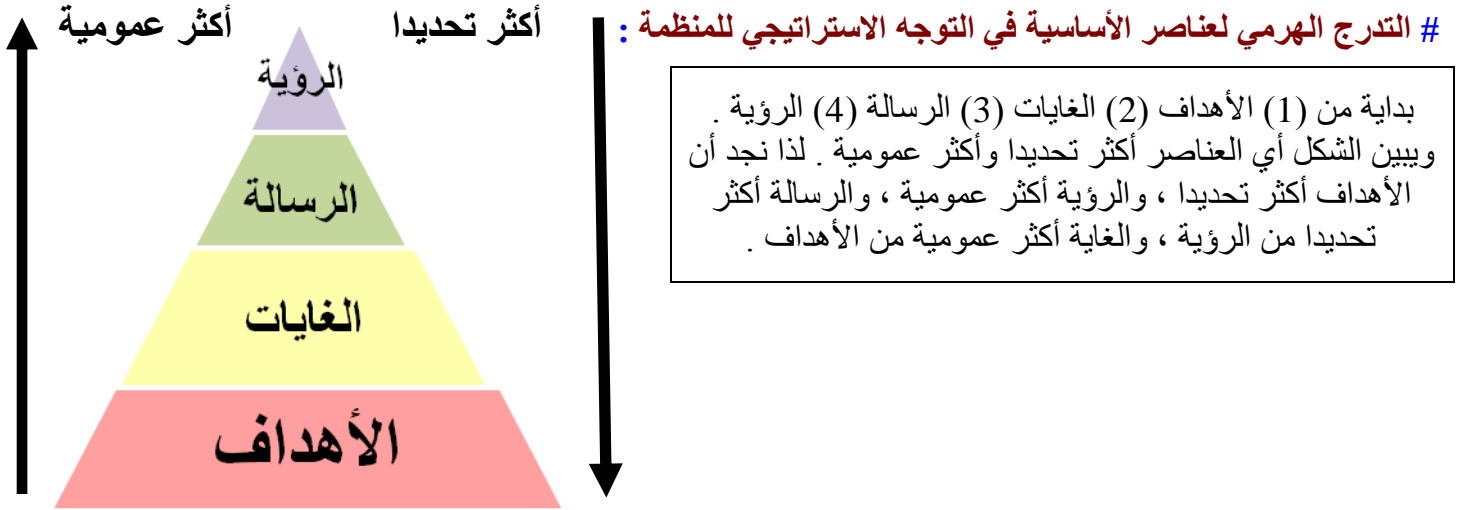 # التدرج الهرمي لعناصر الأساسية في التوجه الاستراتيجي للمنظمة :
بداية من (1) الأهداف (2) الغايات (3) الرسالة (4) الرؤية .
ويبين الشكل أي العناصر أكثر تحديدا وأكثر عمومية . لذا نجد أن
الأهداف أكثر تحديدا ، والرؤية أكثر عمومية ، والرسالة أكثر
تحديدا من الرؤية ، والغاية أكثر عمومية من الأهداف .
أكثر تحديدا
أكثر عمومية
الرؤية
الرسالة
الغايات
الأهداف